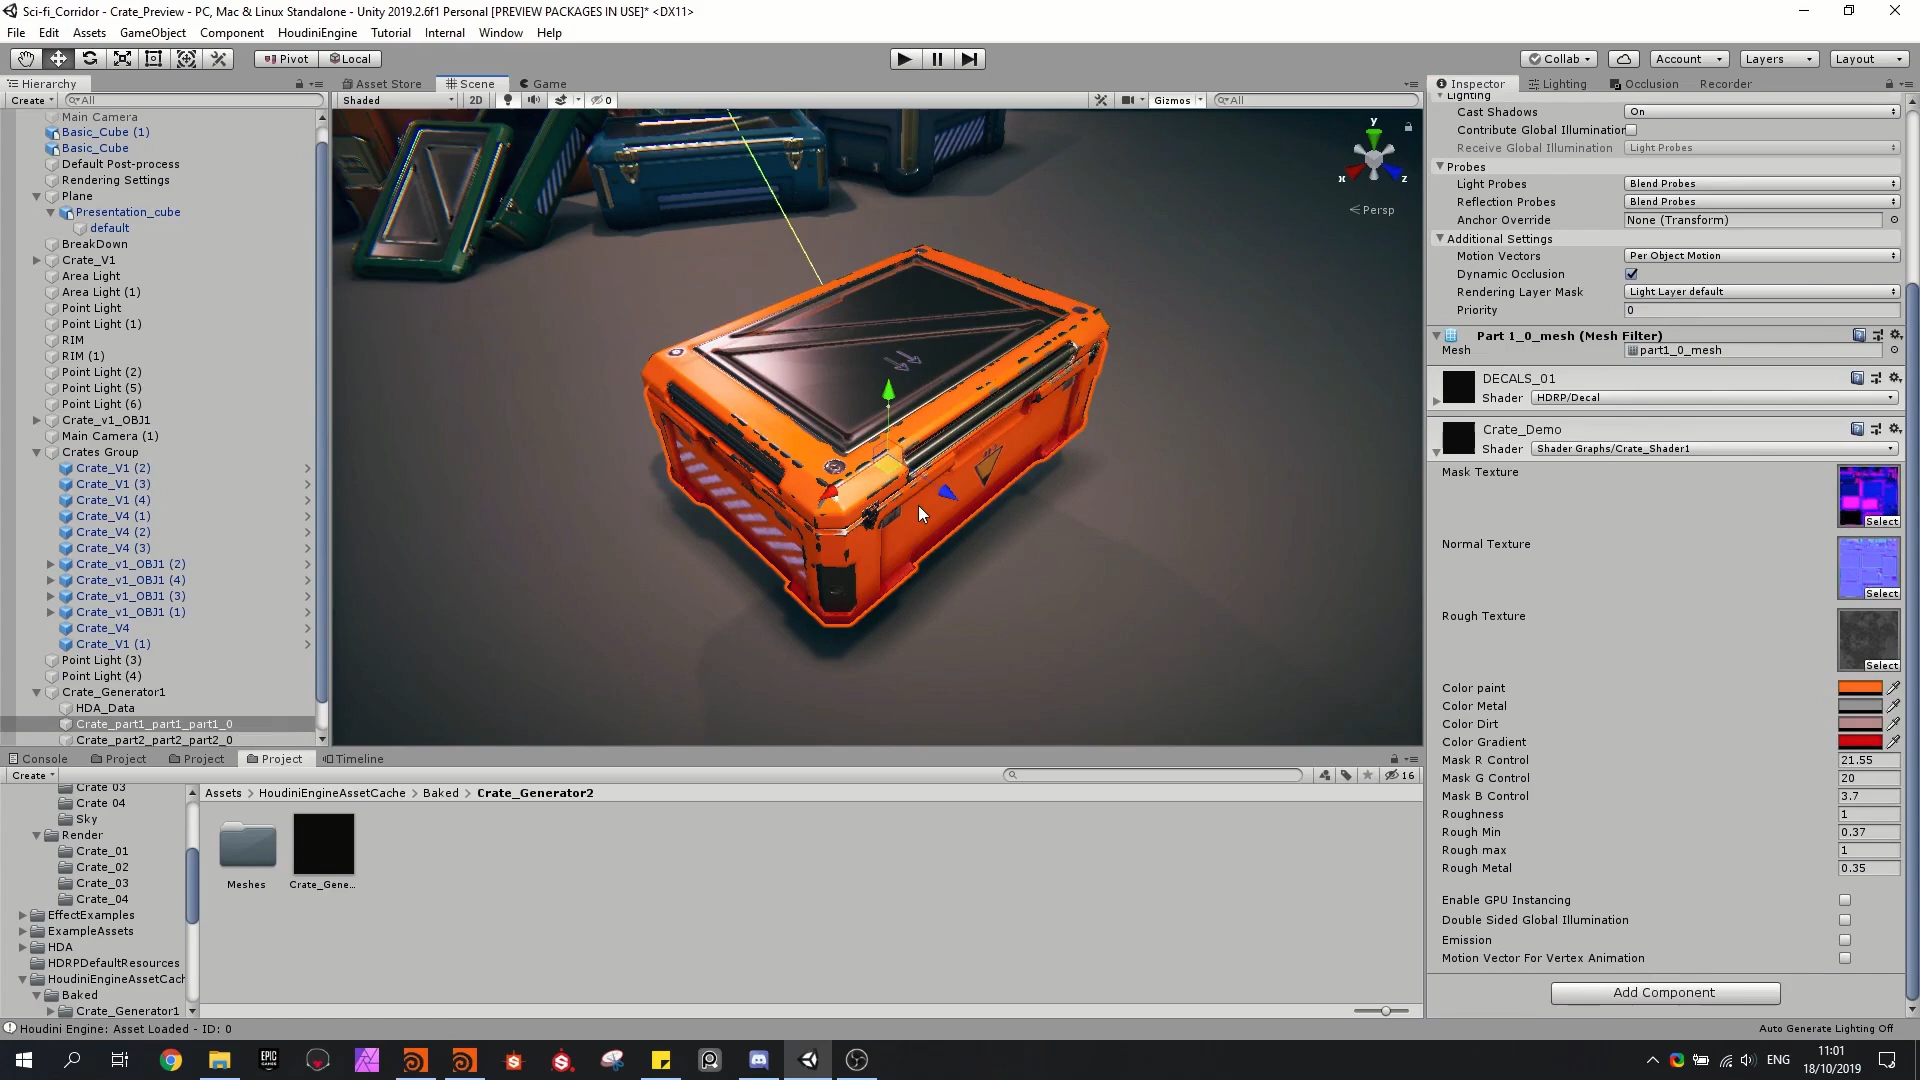 Sci-fi_Corridor - Crate_Preview - PC, Mac & Linux Standalone - Unity 2019.2.6f1 Personal [PREVIEW PACKAGES IN USE]* <DX11>
File Edit Assets GameObject Component HoudiniEngine Tutorial Internal Window Help
Pivot Local
Collab Account Layers Layout
Hierarchy
Create All
Main Camera
Basic_Cube (1)
Basic_Cube
Default Post-process
Rendering Settings
Plane
Presentation_cube
default
BreakDown
Crate_V1
Area Light
Area Light (1)
Point Light
Point Light (1)
RIM
RIM (1)
Point Light (2)
Point Light (5)
Point Light (6)
Crate_v1_OBJ1
Main Camera (1)
Crates Group
Crate_V1 (2)
Crate_V1 (3)
Crate_V1 (4)
Crate_V4 (1)
Crate_V4 (2)
Crate_V4 (3)
Crate_v1_OBJ1 (2)
Crate_v1_OBJ1 (4)
Crate_v1_OBJ1 (3)
Crate_v1_OBJ1 (1)
Crate_V4
Crate_V1 (1)
Point Light (3)
Point Light (4)
Crate_Generator1
HDA_Data
Crate_part1_part1_part1_0
Crate_part2_part2_part2_0
Asset Store Scene Game
Shaded 2D 0 Gizmos All
y
x z
Persp
Inspector Lighting Occlusion Recorder
Lighting
Cast Shadows On
Contribute Global Illumination
Receive Global Illumination Light Probes
Probes
Light Probes Blend Probes
Reflection Probes Blend Probes
Anchor Override None (Transform)
Additional Settings
Motion Vectors Per Object Motion
Dynamic Occlusion
Rendering Layer Mask Light Layer default
Priority 0
Part 1_0_mesh (Mesh Filter)
Mesh part1_0_mesh
DECALS_01
Shader HDRP/Decal
Crate_Demo
Shader Shader Graphs/Crate_Shader1
Mask Texture
Select
Normal Texture
Select
Rough Texture
Select
Color paint
Color Metal
Color Dirt
Color Gradient
Mask R Control 21.55
Mask G Control 20
Mask B Control 3.7
Roughness 1
Rough Min 0.37
Rough max 1
Rough Metal 0.35
Enable GPU Instancing
Double Sided Global Illumination
Emission
Motion Vector For Vertex Animation
Add Component
Console Project Project Project Timeline
Create 16
Crate 03
Crate 04
Sky
Render
Crate_01
Crate_02
Crate_03
Crate_04
EffectExamples
ExampleAssets
HDA
HDRPDefaultResources
HoudiniEngineAssetCach
Baked
Crate_Generator1
Assets > HoudiniEngineAssetCache > Baked > Crate_Generator2
Meshes Crate_Gene...
Houdini Engine: Asset Loaded - ID: 0
Auto Generate Lighting Off
EPIC
GAMES
ENG
11:01
18/10/2019